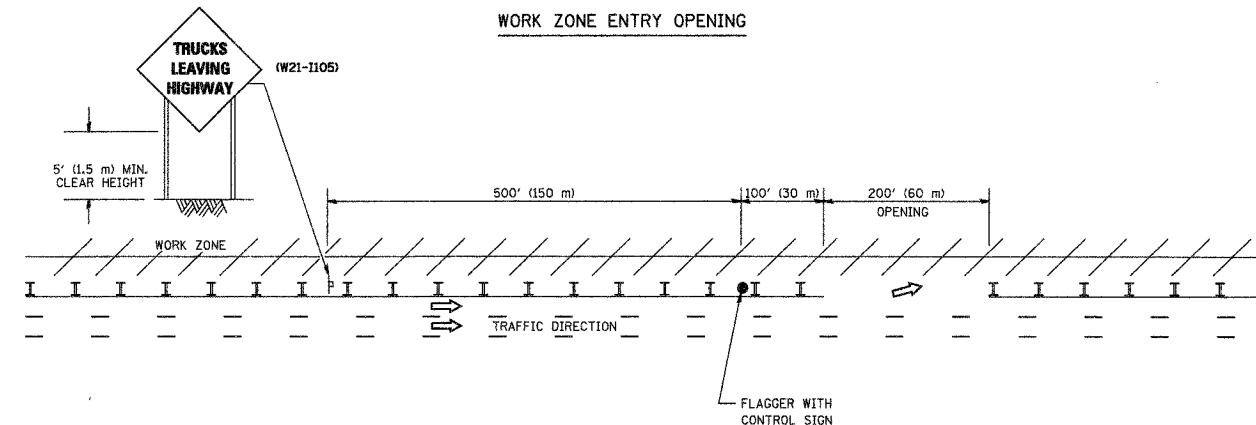 WORK ZONE ENTRY OPENING
TRUCKS
LEAVING
HIGHWAY
(W21-I105)
5' (1.5 m) MIN.
CLEAR HEIGHT
500' (150 m)
100' (30 m)
200' (60 m)
OPENING
WORK ZONE
TRAFFIC DIRECTION
FLAGGER WITH
CONTROL SIGN